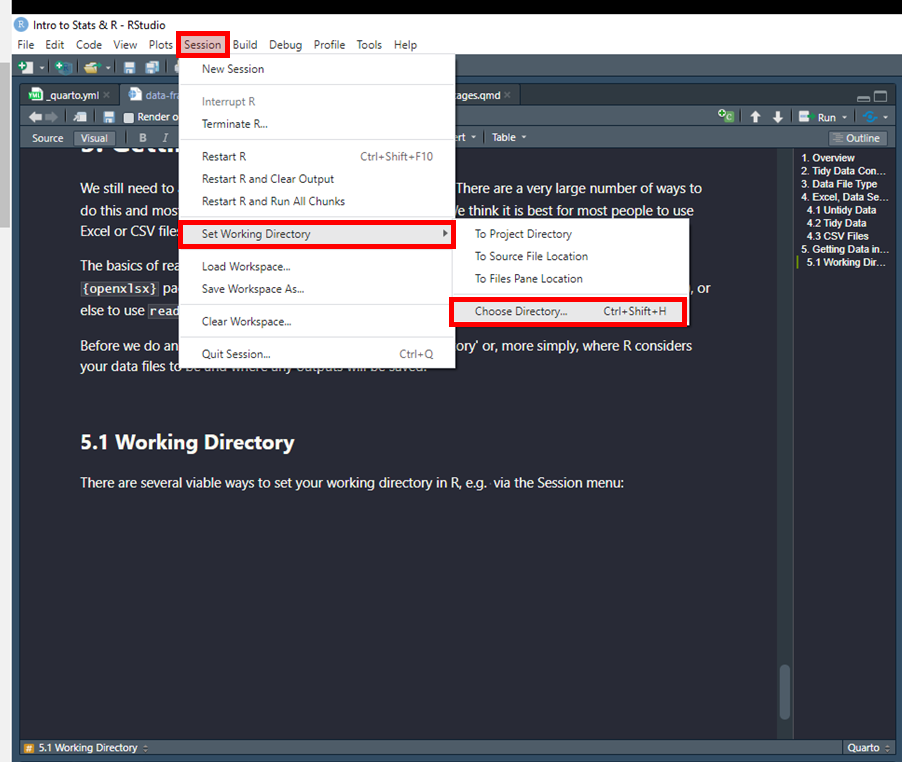 Intro to Stats & R - RStudio
File Edit Code View Plots Session Build Debug Profile Tools Help
_quarto.yml × data-fra ages.qmd ×
Render o Run
Source Visual B I Table Outline
New Session
Interrupt R
Terminate R...
Restart R Ctrl+Shift+F10
Restart R and Clear Output
Restart R and Run All Chunks
Set Working Directory
Load Workspace...
Save Workspace As...
Clear Workspace...
Quit Session... Ctrl+Q
To Project Directory
To Source File Location
To Files Pane Location
Choose Directory... Ctrl+Shift+H
We still need to There are a very large number of ways to
do this and mos we think it is best for most people to use
Excel or CSV files
The basics of rea
{openxlsx} pa , or
else to use read
Before we do an ory' or, more simply, where R considers
your data files to be and where any outputs will be saved.
5.1 Working Directory
There are several viable ways to set your working directory in R, e.g. via the Session menu:
1. Overview
2. Tidy Data Con...
3. Data File Type
4. Excel, Data Se...
4.1 Untidy Data
4.2 Tidy Data
4.3 CSV Files
5. Getting Data in...
5.1 Working Dir...
# 5.1 Working Directory Quarto